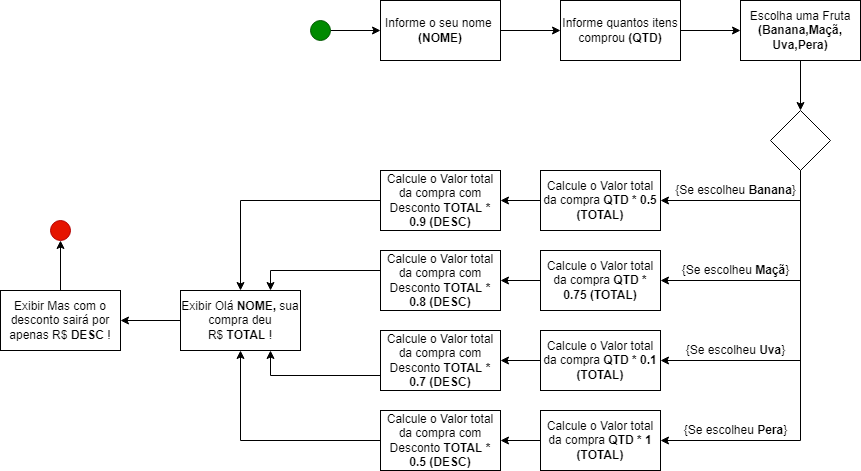 Informe o seu nome
(NOME)
Informe quantos itens
comprou (QTD)
Escolha uma Fruta
(Banana,Maçã,
Uva,Pera)
Calcule o Valor total
da compra com
Desconto TOTAL *
0.9 (DESC)
Calcule o Valor total
da compra QTD * 0.5
(TOTAL)
{Se escolheu Banana}
Calcule o Valor total
da compra com
Desconto TOTAL *
0.8 (DESC)
Calcule o Valor total
da compra QTD *
0.75 (TOTAL)
{Se escolheu Maçã}
Exibir Mas com o
desconto sairá por
apenas R$ DESC !
Exibir Olá NOME, sua
compra deu
R$ TOTAL !
Calcule o Valor total
da compra com
Desconto TOTAL *
0.7 (DESC)
Calcule o Valor total
da compra QTD * 0.1
(TOTAL)
{Se escolheu Uva}
Calcule o Valor total
da compra com
Desconto TOTAL *
0.5 (DESC)
Calcule o Valor total
da compra QTD * 1
(TOTAL)
{Se escolheu Pera}